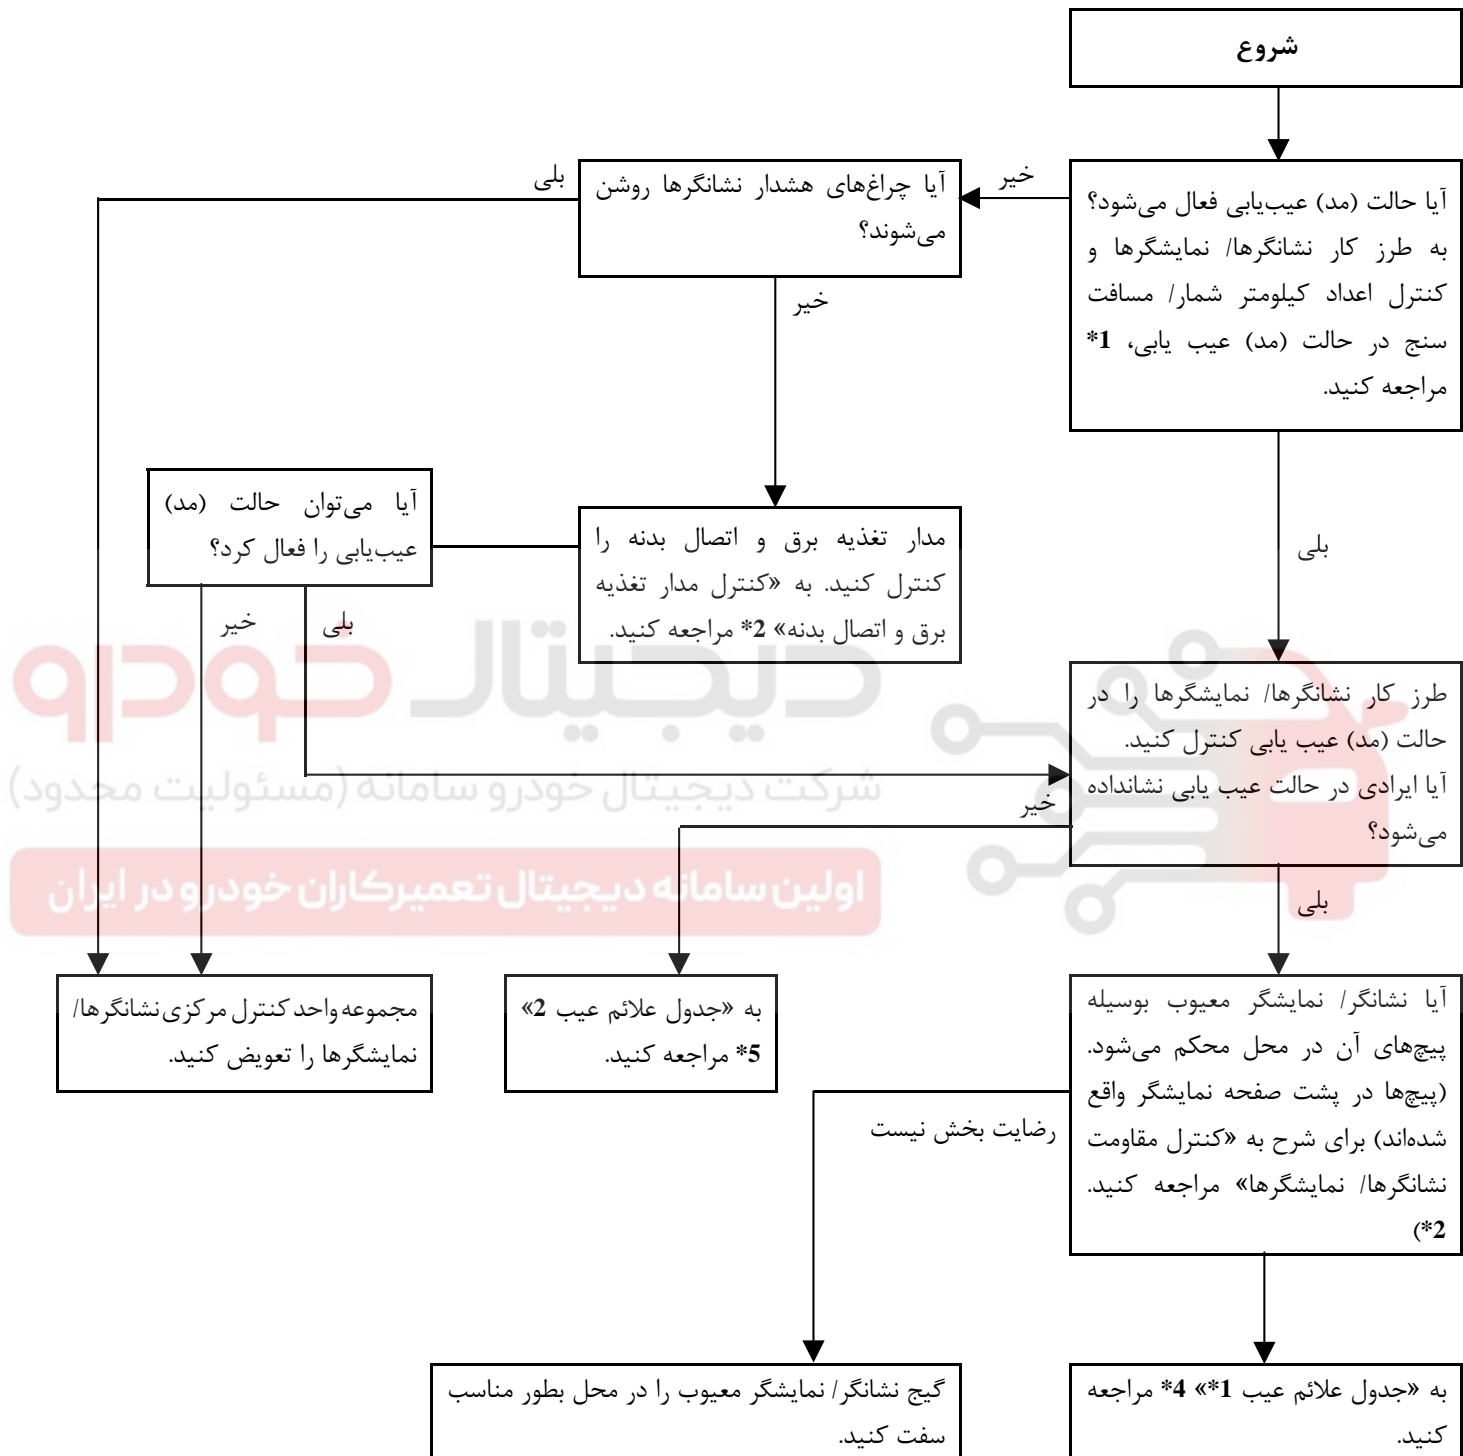 شروع
آیا حالت (مد) عیب‌یابی فعال می‌شود؟
به طرز کار نشانگرها/ نمایشگرها و
کنترل اعداد کیلومتر شمار/ مسافت
سنج در حالت (مد) عیب یابی، 1*
مراجعه کنید.
خیر
آیا چراغ‌های هشدار نشانگرها روشن
می‌شوند؟
بلی
خیر
بلی
مدار تغذیه برق و اتصال بدنه را
کنترل کنید. به «کنترل مدار تغذیه
برق و اتصال بدنه» 2* مراجعه کنید.
آیا می‌توان حالت (مد)
عیب‌یابی را فعال کرد؟
بلی
خیر
دیجیتال خودرو
شرکت دیجیتال خودرو سامانه (مسئولیت محدود)
اولین سامانه دیجیتال تعمیرکاران خودرو در ایران
طرز کار نشانگرها/ نمایشگرها را در
حالت (مد) عیب یابی کنترل کنید.
آیا ایرادی در حالت عیب یابی نشانداده
می‌شود؟
خیر
بلی
آیا نشانگر/ نمایشگر معیوب بوسیله
پیچ‌های آن در محل محکم می‌شود.
(پیچ‌ها در پشت صفحه نمایشگر واقع
شده‌اند) برای شرح به «کنترل مقاومت
نشانگرها/ نمایشگرها» مراجعه کنید.
2*)
به «جدول علائم عیب 2»
5* مراجعه کنید.
مجموعه واحد کنترل مرکزی نشانگرها/
نمایشگرها را تعویض کنید.
رضایت بخش نیست
به «جدول علائم عیب 1*» 4* مراجعه
کنید.
گیج نشانگر/ نمایشگر معیوب را در محل بطور مناسب
سفت کنید.